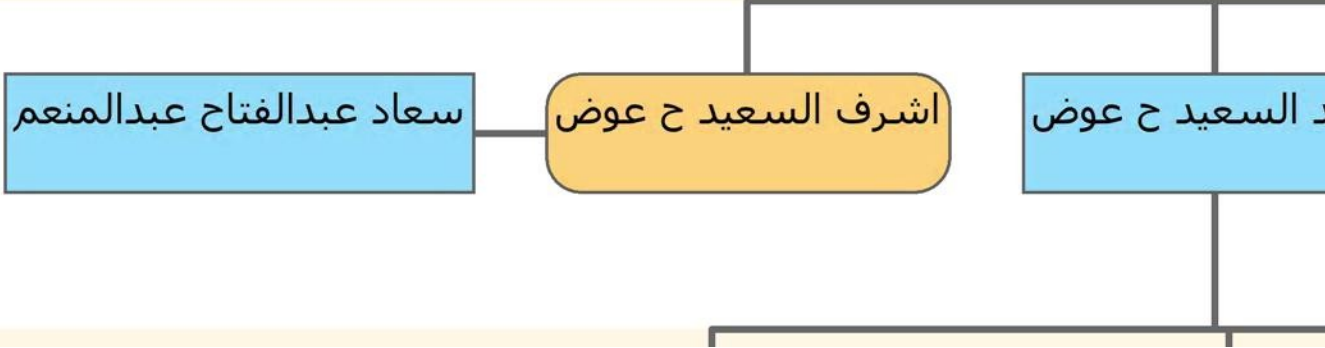 السعيد ح عوض
اشرف السعيد ح عوض
سعاد عبدالفتاح عبدالمنعم